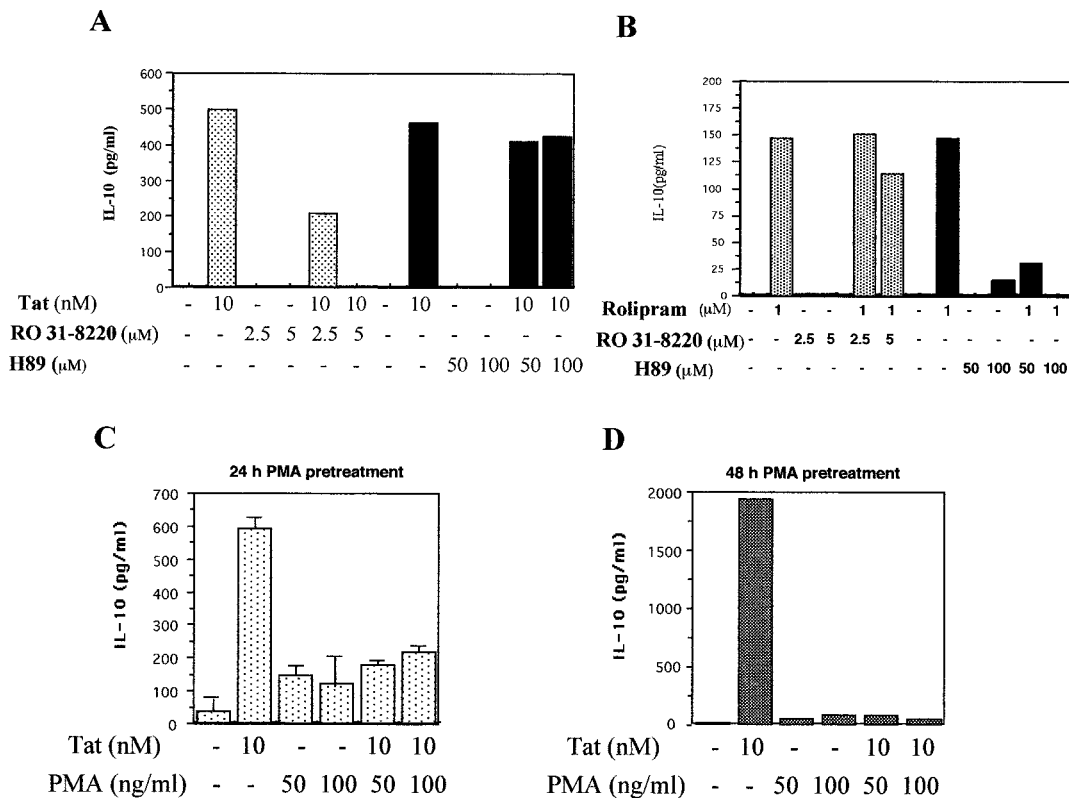 A
IL-10 (pg/ml)
600
500
400
300
200
100
0
Tat (nM) - 10 - - 10 10 - 10 - - 10 10
RO 31-8220 (μM) - - 2.5 5 2.5 5 - - - - - -
H89 (μM) - - - - - - - - 50 100 50 100
B
IL-10(pg/ml)
200
175
150
125
100
75
50
25
0
Rolipram (μM) - 1 - - 1 1 - 1 - - 1 1
RO 31-8220 (μM) - - 2.5 5 2.5 5 - - - - - -
H89 (μM) - - - - - - - - 50 100 50 100
C
24 h PMA pretreatment
IL-10 (pg/ml)
700
600
500
400
300
200
100
0
Tat (nM) - 10 - - 10 10
PMA (ng/ml) - - 50 100 50 100
D
48 h PMA pretreatment
IL-10 (pg/ml)
2000
1500
1000
500
0
Tat (nM) - 10 - - 10 10
PMA (ng/ml) - - 50 100 50 100